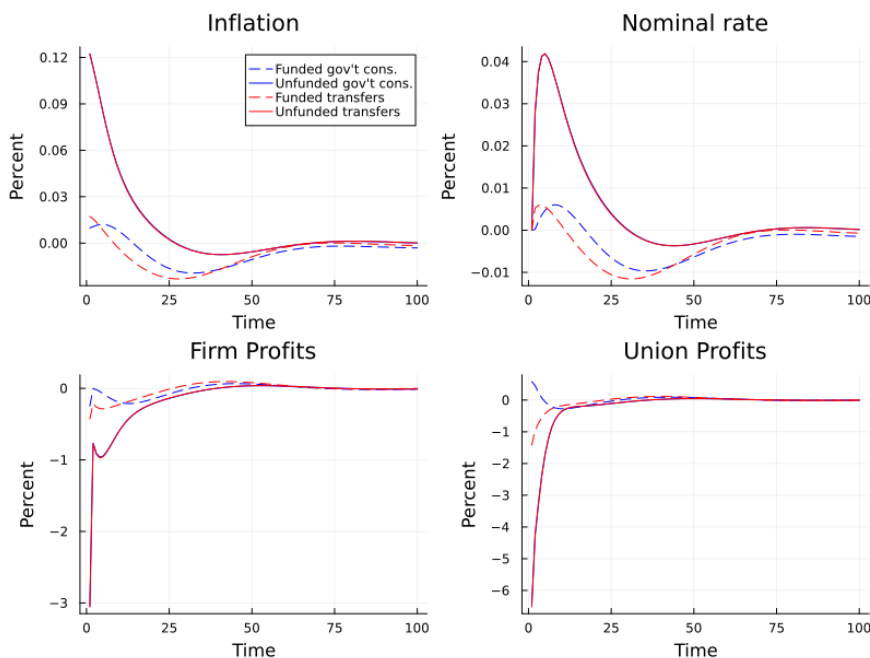 Inflation
Percent
0.12
0.09
0.06
0.03
0.00
Funded gov't cons.
Unfunded gov't cons.
Funded transfers
Unfunded transfers
0 25 50 75 100
Time
Nominal rate
Percent
0.04
0.03
0.02
0.01
0.00
−0.01
0 25 50 75 100
Time
Firm Profits
Percent
0
−1
−2
−3
0 25 50 75 100
Time
Union Profits
Percent
0
−1
−2
−3
−4
−5
−6
0 25 50 75 100
Time